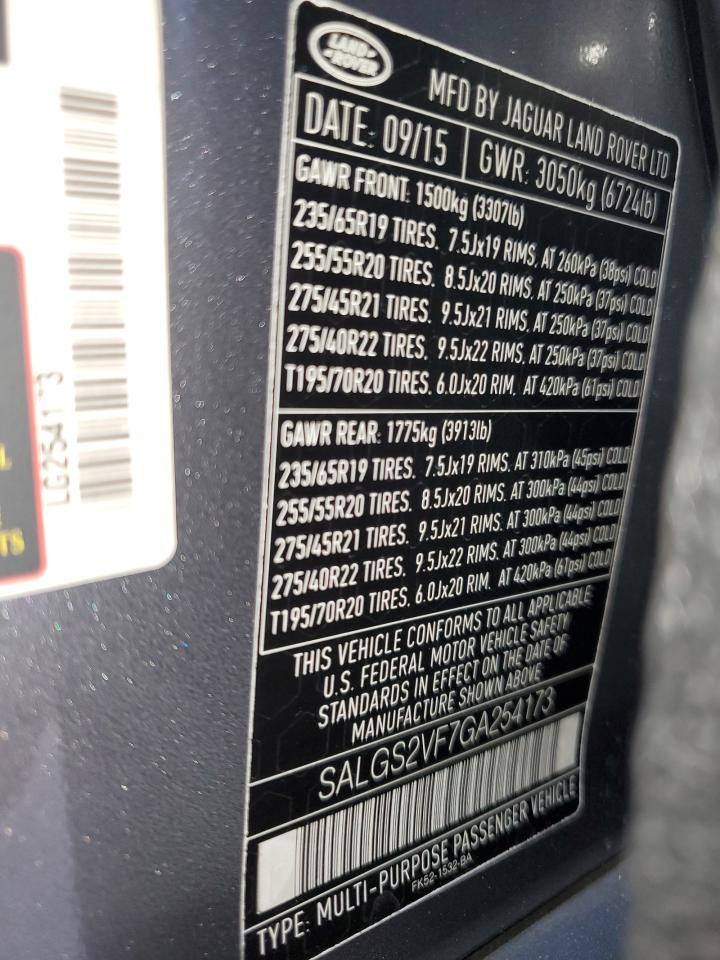 LAND
ROVER
MFD BY JAGUAR LAND ROVER LTD
DATE: 09/15
GWR: 3050kg (6724lb)
GAWR FRONT: 1500kg (3307lb)
235/65R19 TIRES, 7.5Jx19 RIMS, AT 260kPa (38psi) COLD
255/55R20 TIRES, 8.5Jx20 RIMS, AT 250kPa (37psi) COLD
275/45R21 TIRES, 9.5Jx21 RIMS, AT 250kPa (37psi) COLD
275/40R22 TIRES, 9.5Jx22 RIMS, AT 250kPa (37psi) COLD
T195/70R20 TIRES, 6.0Jx20 RIM, AT 420kPa (61psi) COLD
GAWR REAR: 1775kg (3913lb)
235/65R19 TIRES, 7.5Jx19 RIMS, AT 310kPa (45psi) COLD
255/55R20 TIRES, 8.5Jx20 RIMS, AT 300kPa (44psi) COLD
275/45R21 TIRES, 9.5Jx21 RIMS, AT 300kPa (44psi) COLD
275/40R22 TIRES, 9.5Jx22 RIMS, AT 300kPa (44psi) COLD
T195/70R20 TIRES, 6.0Jx20 RIM, AT 420kPa (61psi) COLD
THIS VEHICLE CONFORMS TO ALL APPLICABLE
U.S. FEDERAL MOTOR VEHICLE SAFETY
STANDARDS IN EFFECT ON THE DATE OF
MANUFACTURE SHOWN ABOVE
SALGS2VF7GA254173
TYPE: MULTI-PURPOSE PASSENGER VEHICLE
FK52-1532-BA
LG254173